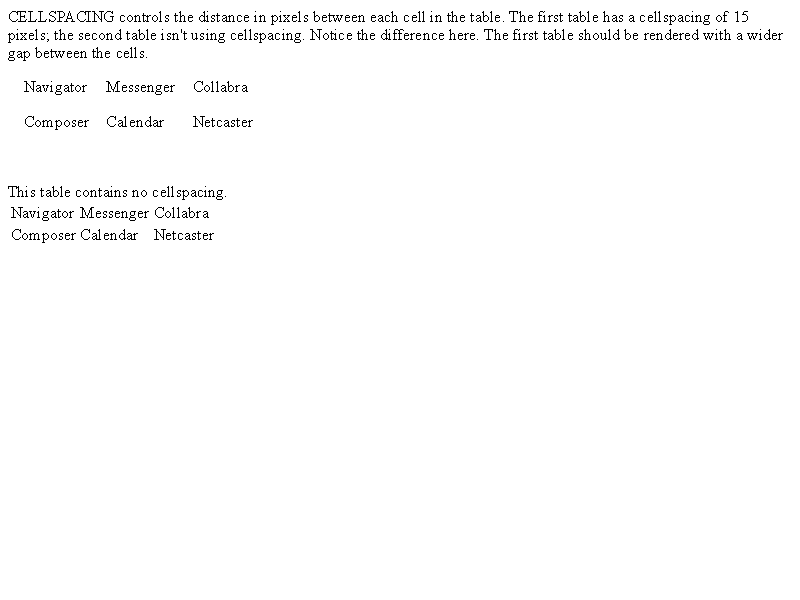 CELLSPACING controls the distance in pixels between each cell in the table. The first table has a cellspacing of 15
pixels; the second table isn't using cellspacing. Notice the difference here. The first table should be rendered with a wider
gap between the cells.
Navigator Messenger Collabra
Composer Calendar Netcaster
This table contains no cellspacing.
Navigator Messenger Collabra
Composer Calendar Netcaster